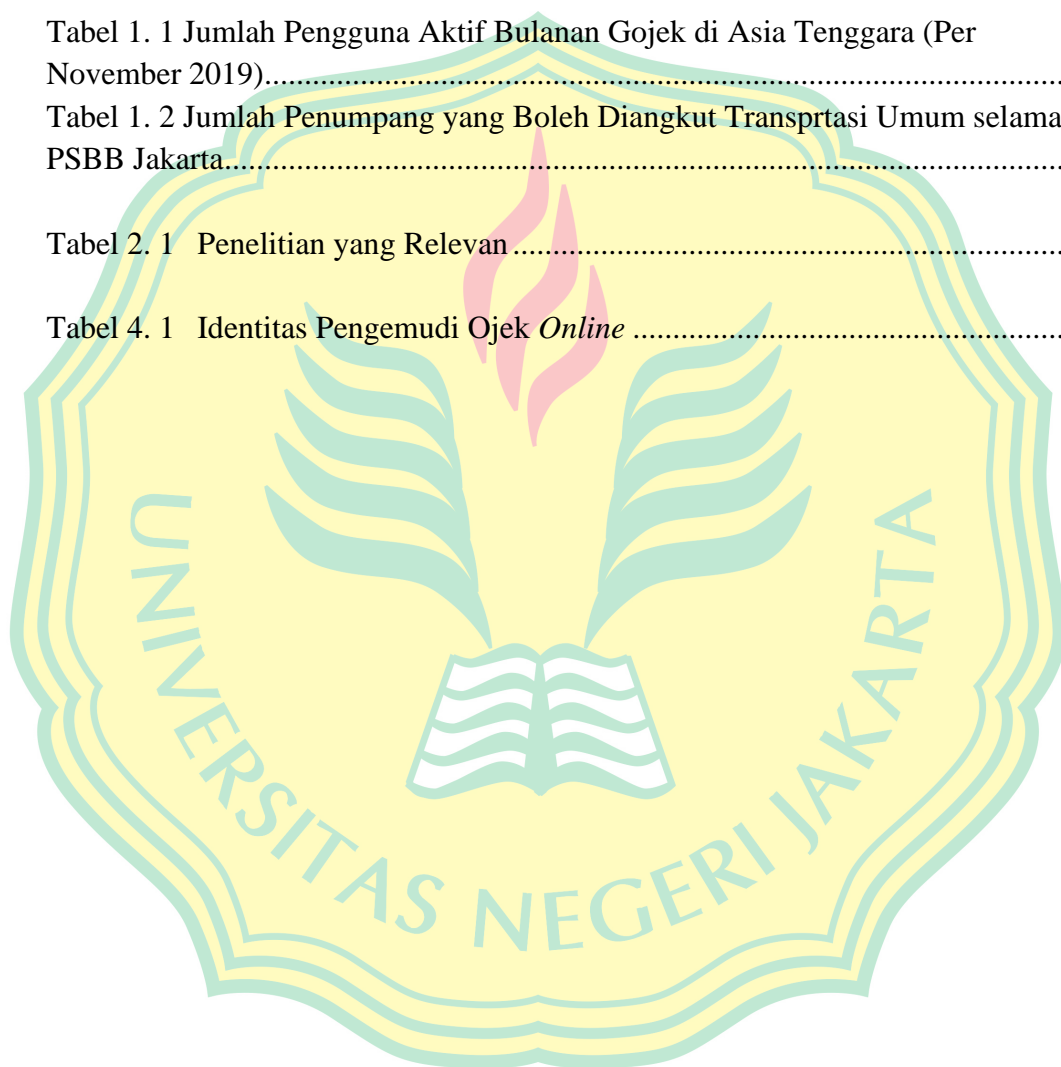 Tabel 1. 1 Jumlah Pengguna Aktif Bulanan Gojek di Asia Tenggara (Per
November 2019)....................................................................................................
Tabel 1. 2 Jumlah Penumpang yang Boleh Diangkut Transprtasi Umum selama
PSBB Jakarta..........................................................................................................
Tabel 2. 1 Penelitian yang Relevan ......................................................................
Tabel 4. 1 Identitas Pengemudi Ojek Online .......................................................
UNIVERSITAS NEGERI JAKARTA